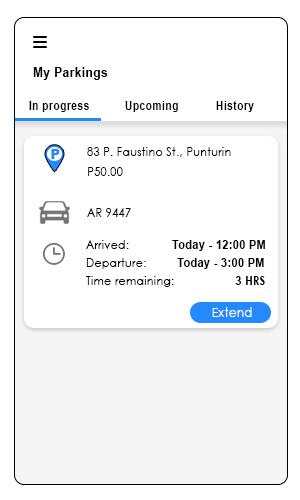 My Parkings
In progress Upcoming History
P
83 P. Faustino St., Punturin
P50.00
AR 9447
Arrived: Today - 12:00 PM
Departure: Today - 3:00 PM
Time remaining: 3 HRS
Extend